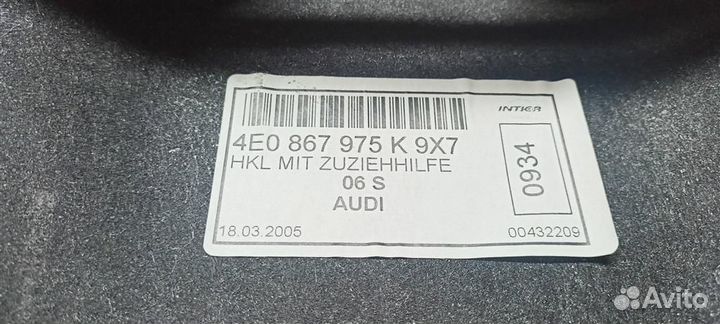 INTIER
4E0 867 975 K 9X7
HKL MIT ZUZIEHHILFE
06 S
AUDI
0934
18.03.2005
00432209
Avito